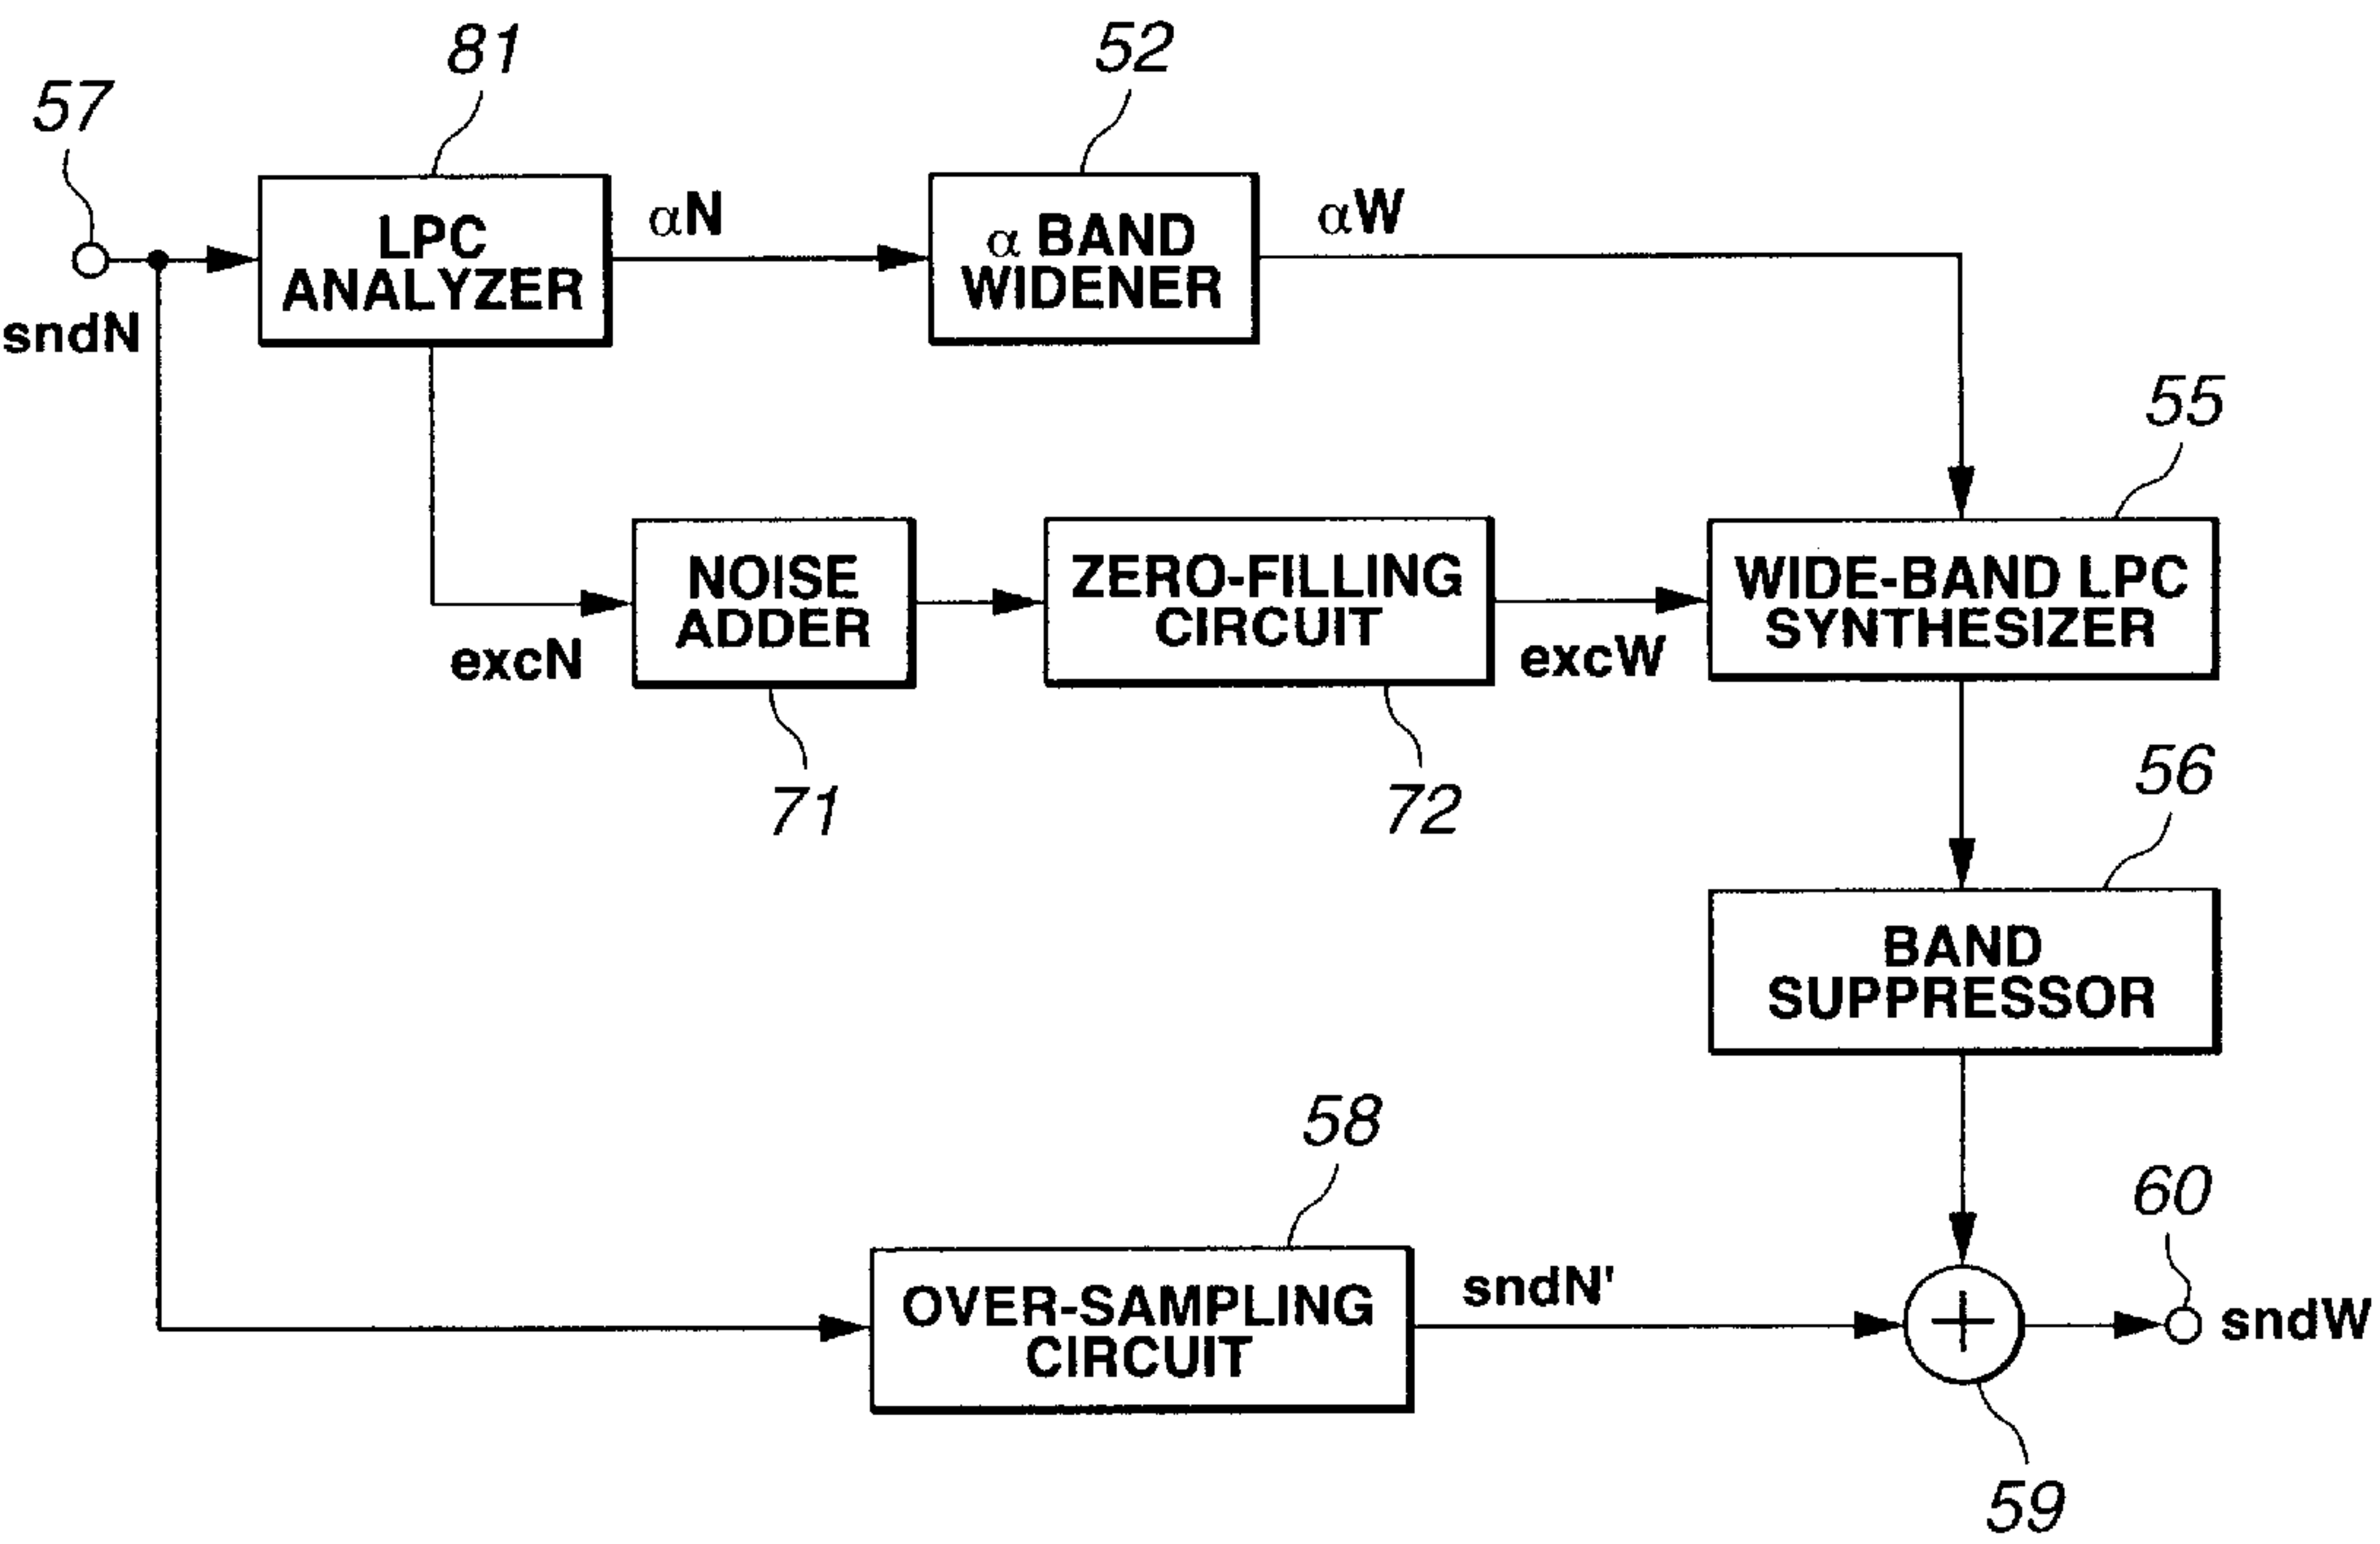 81
52
57
LPC
ANALYZER
αN
α BAND
WIDENER
αW
sndN
55
NOISE
ADDER
ZERO-FILLING
CIRCUIT
WIDE-BAND LPC
SYNTHESIZER
excN
excW
71
72
56
BAND
SUPPRESSOR
58
60
OVER-SAMPLING
CIRCUIT
sndN'
+
sndW
59